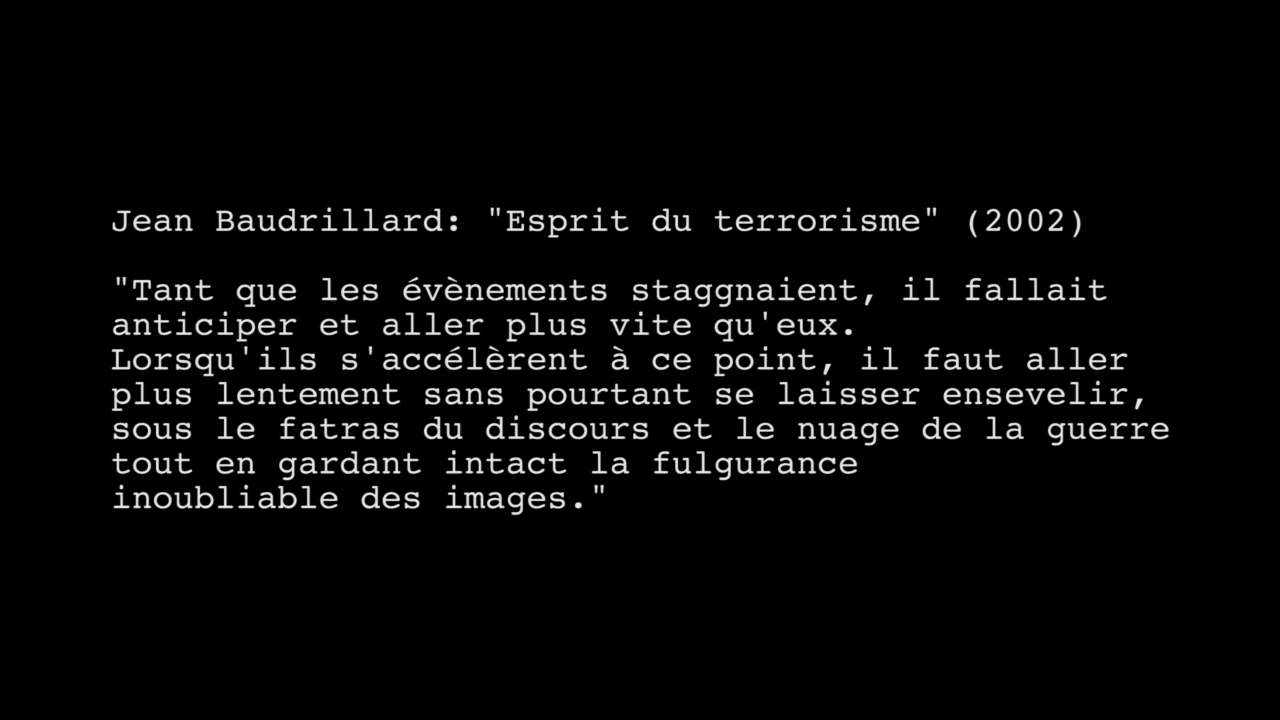 Jean Baudrillard: "Esprit du terrorisme" (2002)
"Tant que les évènements staggnaient, il fallait
anticiper et aller plus vite qu'eux.
Lorsqu'ils s'accélèrent à ce point, il faut aller
plus lentement sans pourtant se laisser ensevelir,
sous le fatras du discours et le nuage de la guerre
tout en gardant intact la fulgurance
inoubliable des images."